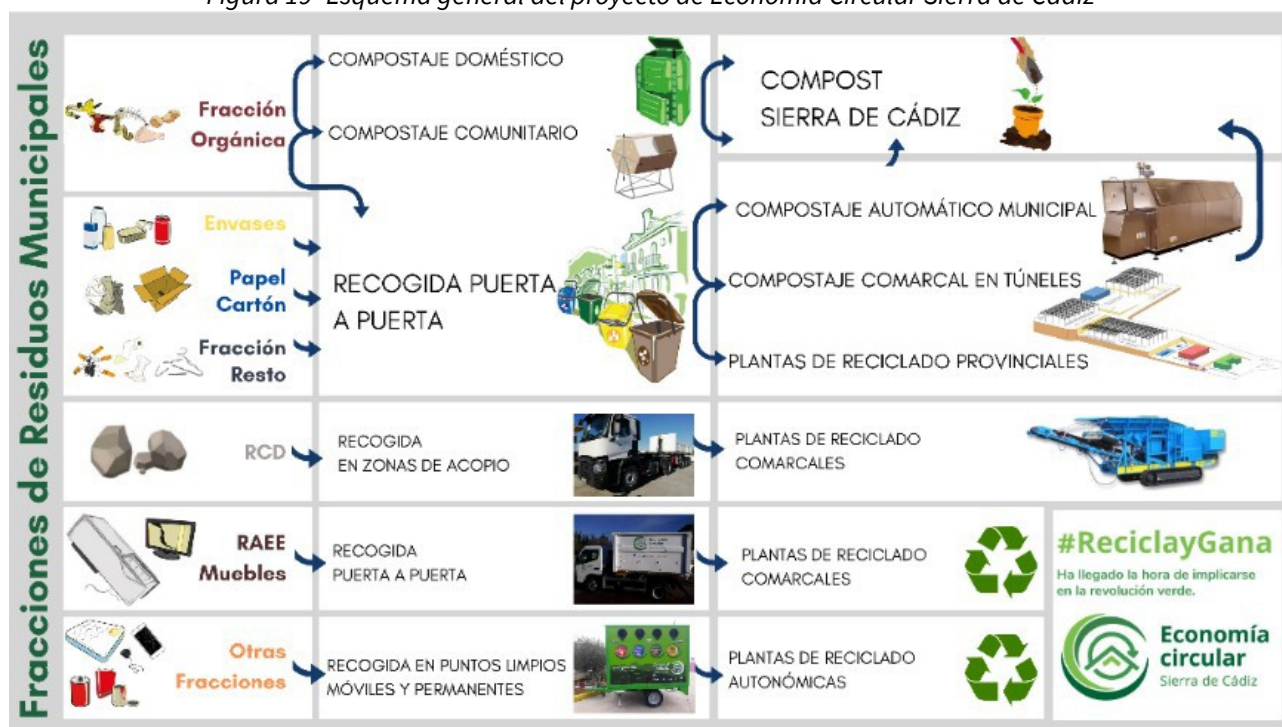 Figura 19- Esquema general del proyecto de Economía Circular Sierra de Cádiz
Fracciones de Residuos Municipales
Fracción
Orgánica
COMPOSTAJE DOMÉSTICO
COMPOSTAJE COMUNITARIO
COMPOST
SIERRA DE CÁDIZ
Envases
Papel
Cartón
Fracción
Resto
RECOGIDA PUERTA
A PUERTA
COMPOSTAJE AUTOMÁTICO MUNICIPAL
COMPOSTAJE COMARCAL EN TÚNELES
PLANTAS DE RECICLADO PROVINCIALES
RCD
RECOGIDA
EN ZONAS DE ACOPIO
PLANTAS DE RECICLADO
COMARCALES
RAEE
Muebles
RECOGIDA
PUERTA A PUERTA
PLANTAS DE RECICLADO
COMARCALES
Otras
Fracciones
RECOGIDA EN PUNTOS LIMPIOS
MÓVILES Y PERMANENTES
PLANTAS DE RECICLADO
AUTONÓMICAS
#ReciclayGana
Ha llegado la hora de implicarse
en la revolución verde.
Economía
circular
Sierra de Cádiz